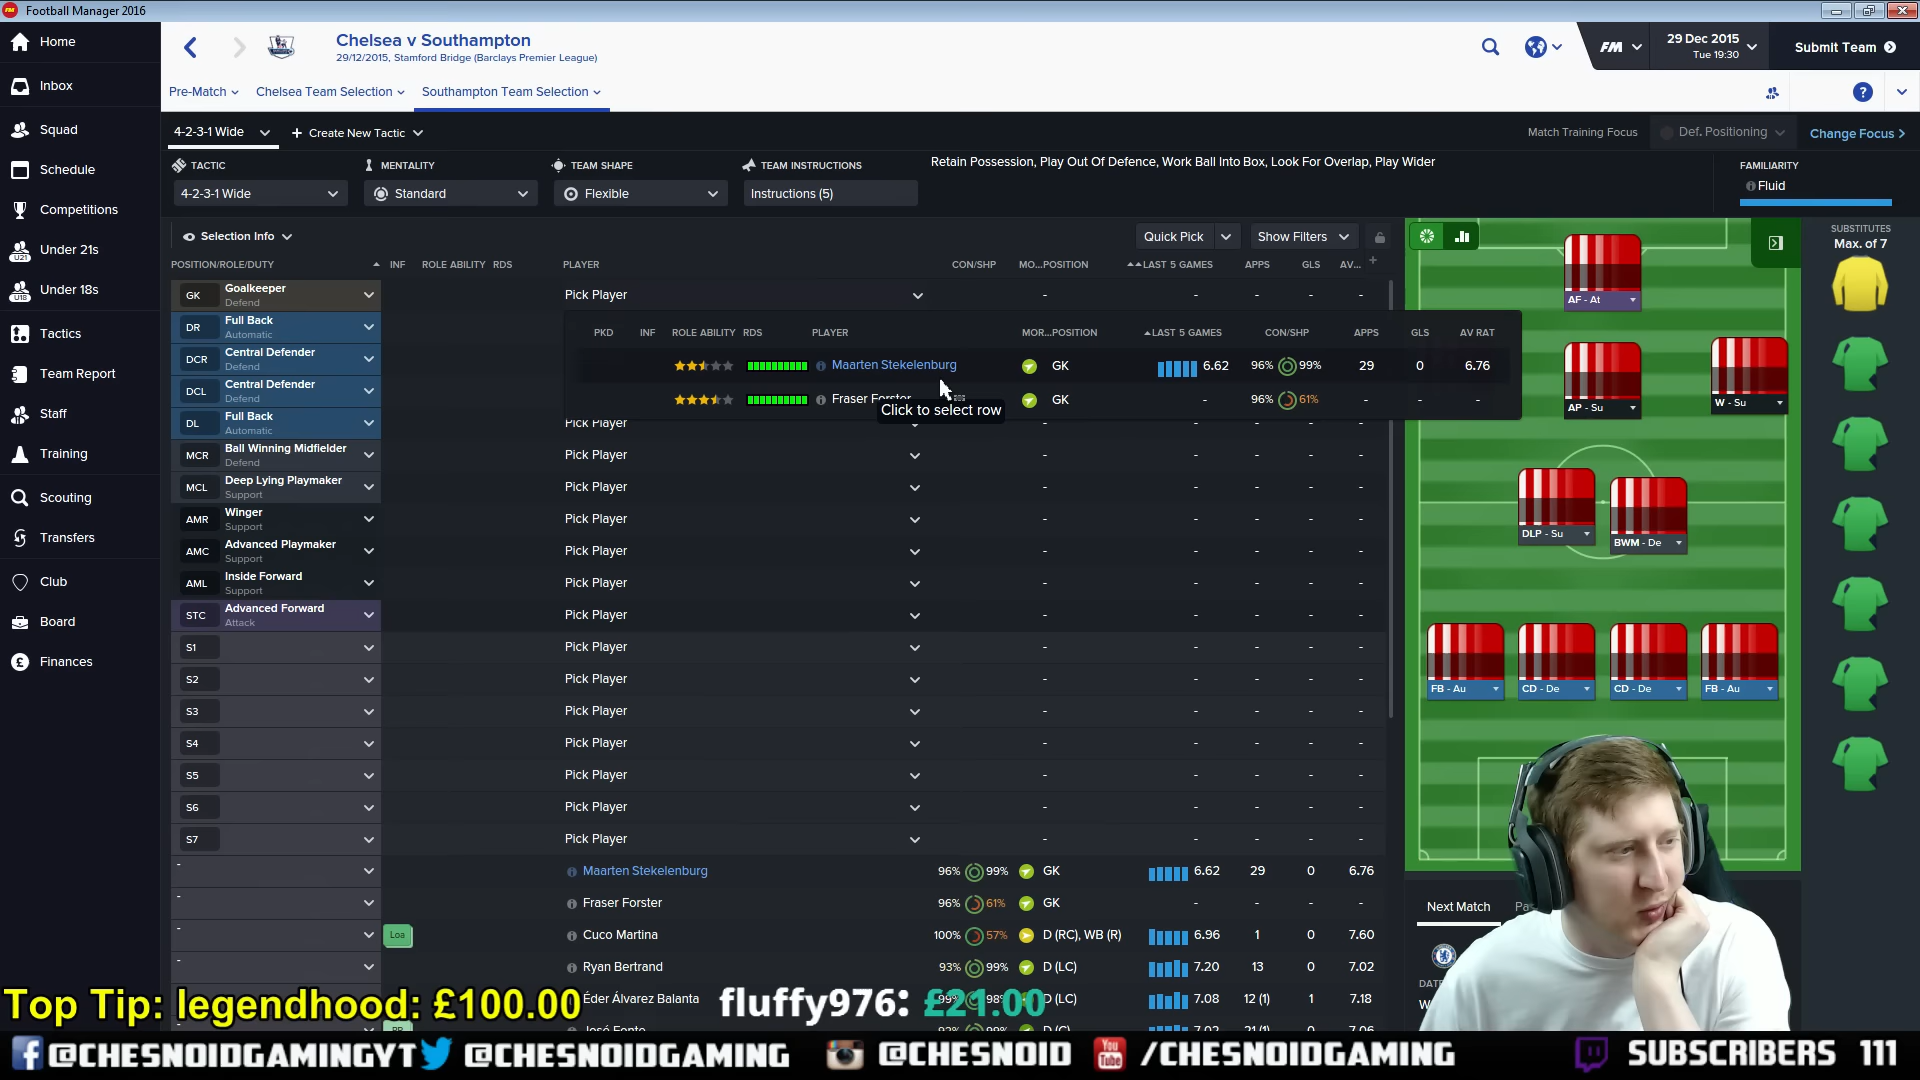 Football Manager 2016
Home
Inbox
Squad
Schedule
Competitions
Under 21s
Under 18s
Tactics
Team Report
Staff
Training
Scouting
Transfers
Club
Board
Finances
Chelsea v Southampton
29/12/2015, Stamford Bridge (Barclays Premier League)
FM
29 Dec 2015
Tue 19:30
Submit Team
Pre-Match
Chelsea Team Selection
Southampton Team Selection
4-2-3-1 Wide
+ Create New Tactic
Match Training Focus
Def. Positioning
Change Focus >
TACTIC
MENTALITY
TEAM SHAPE
TEAM INSTRUCTIONS
Retain Possession, Play Out Of Defence, Work Ball Into Box, Look For Overlap, Play Wider
FAMILIARITY
Fluid
4-2-3-1 Wide
Standard
Flexible
Instructions (5)
Selection Info
Quick Pick
Show Filters
SUBSTITUTES
Max. of 7
POSITION/ROLE/DUTY INF ROLE ABILITY RDS PLAYER CON/SHP MO... POSITION LAST 5 GAMES APPS GLS AV...
GK Goalkeeper Pick Player - - - - -
Defend
PKD INF ROLE ABILITY RDS PLAYER MOR... POSITION LAST 5 GAMES CON/SHP APPS GLS AV RAT
Maarten Stekelenburg GK 6.62 96% 99% 29 0 6.76
Fraser Forster GK - 96% 61% - - -
Click to select row
DR Full Back
Automatic
DCR Central Defender
Defend
DCL Central Defender
Defend
DL Full Back Pick Player - - - - -
Automatic
MCR Ball Winning Midfielder Pick Player - - - - -
Defend
MCL Deep Lying Playmaker Pick Player - - - - -
Support
AMR Winger Pick Player - - - - -
Support
AMC Advanced Playmaker Pick Player - - - - -
Support
AML Inside Forward Pick Player - - - - -
Support
STC Advanced Forward Pick Player - - - - -
Attack
S1 Pick Player - - - - -
S2 Pick Player - - - - -
S3 Pick Player - - - - -
S4 Pick Player - - - - -
S5 Pick Player - - - - -
S6 Pick Player - - - - -
S7 Pick Player - - - - -
- Maarten Stekelenburg 96% 99% GK 6.62 29 0 6.76
- Fraser Forster 96% 61% GK - - - -
- Loa Cuco Martina 100% 57% D (RC), WB (R) 6.96 1 0 7.60
- Ryan Bertrand 93% 99% D (LC) 7.20 13 0 7.02
- Éder Álvarez Balanta 99% 98% D (LC) 7.08 12 (1) 1 7.18
AF - At
AP - Su
W - Su
DLP - Su
BWM - De
FB - Au
CD - De
CD - De
FB - Au
Next Match
Top Tip: legendhood: £100.00
fluffy976: £21.00
@CHESNOIDGAMINGYT
@CHESNOIDGAMING
@CHESNOID
You Tube
/CHESNOIDGAMING
SUBSCRIBERS 111